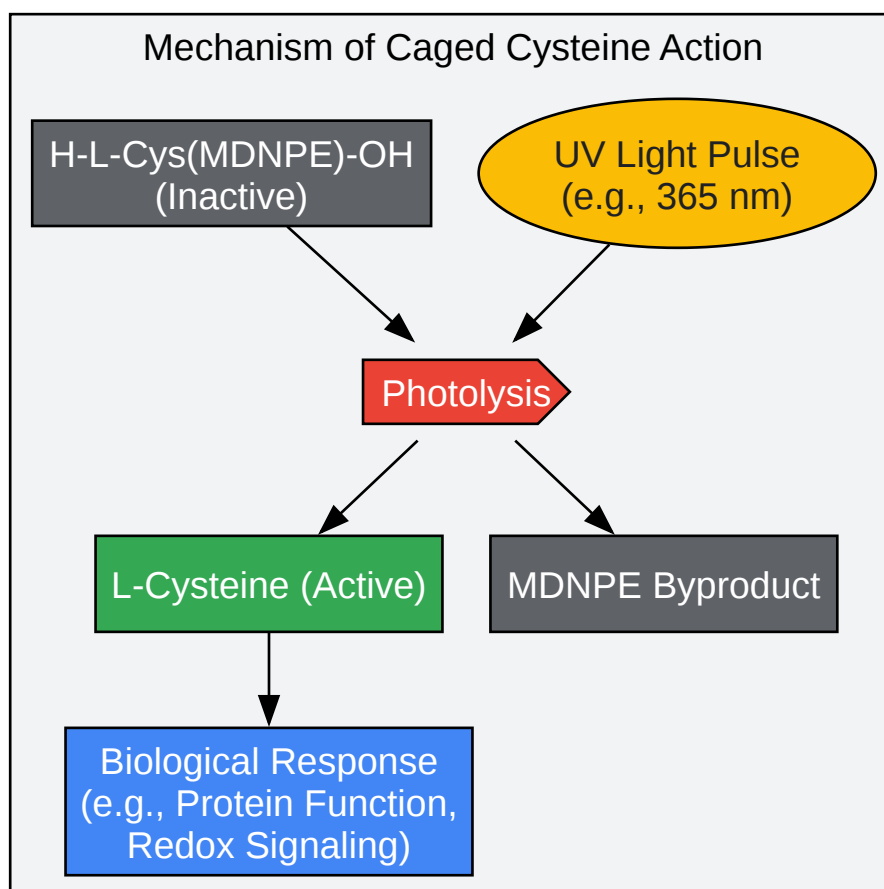 Mechanism of Caged Cysteine Action
H-L-Cys(MDNPE)-OH
(Inactive)
UV Light Pulse
(e.g., 365 nm)
Photolysis
L-Cysteine (Active)
MDNPE Byproduct
Biological Response
(e.g., Protein Function,
Redox Signaling)